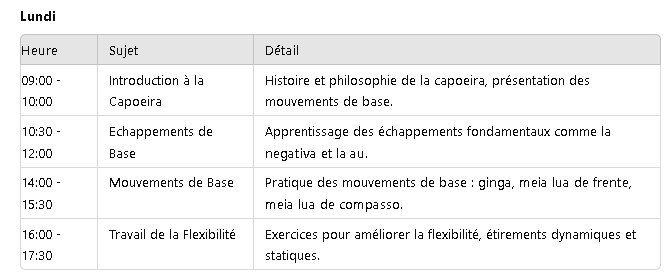 Lundi
Heure Sujet Détail
09:00 - Introduction à la Histoire et philosophie de la capoeira, présentation des
10:00 Capoeira mouvements de base.
10:30 - Echappements de Apprentissage des échappements fondamentaux comme la
12:00 Base negativa et la au.
14:00 - Mouvements de Base Pratique des mouvements de base : ginga, meia lua de frente,
15:30 meia lua de compasso.
16:00 - Travail de la Flexibilité Exercices pour améliorer la flexibilité, étirements dynamiques et
17:30 statiques.